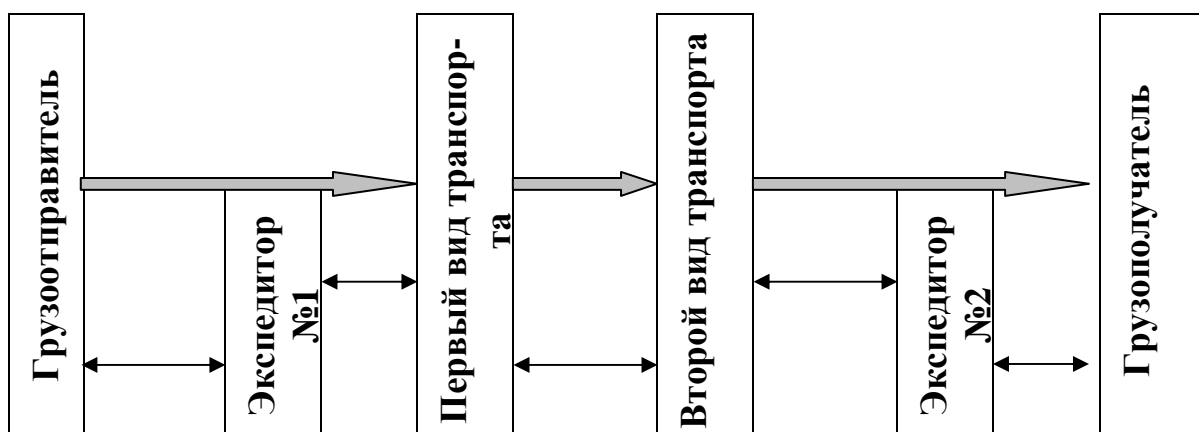 Грузоотправитель
Экспедитор
№1
Первый вид транспор-
та
Второй вид транспорта
Экспедитор
№2
Грузополучатель